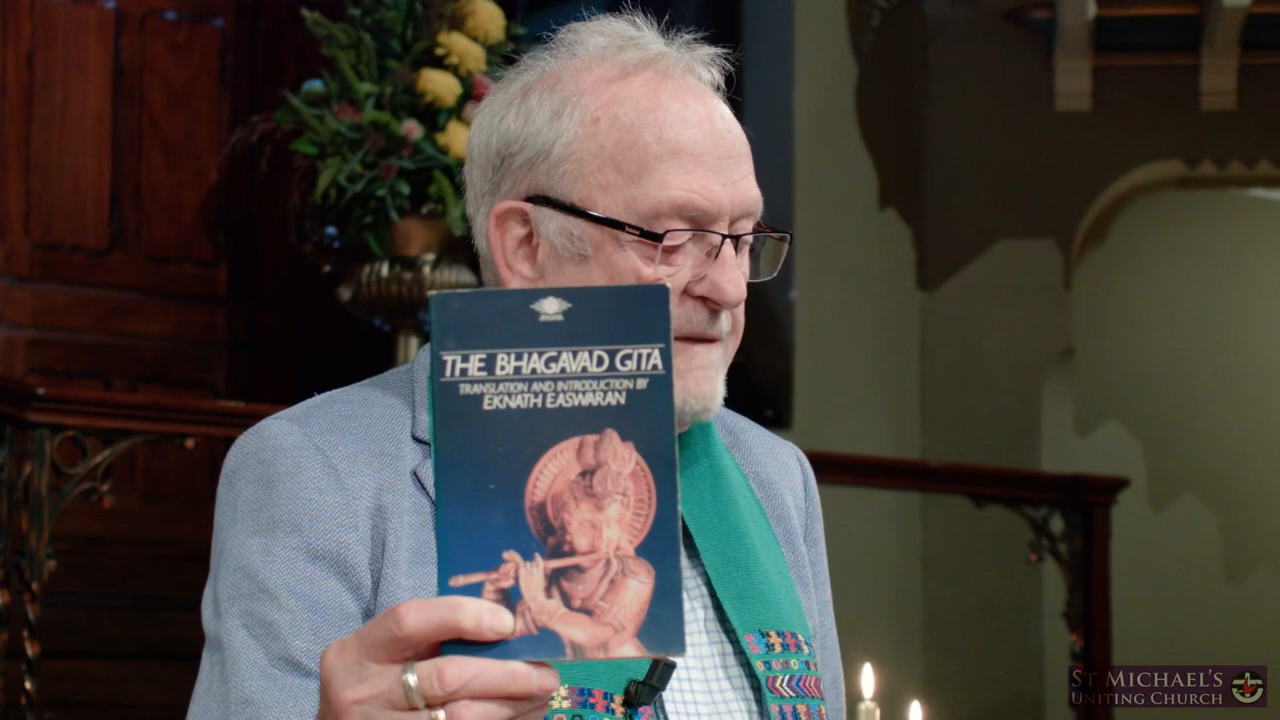 THE BHAGAVAD GITA
TRANSLATION AND INTRODUCTION BY
EKNATH EASWARAN
ST MICHAEL'S
UNITING CHURCH